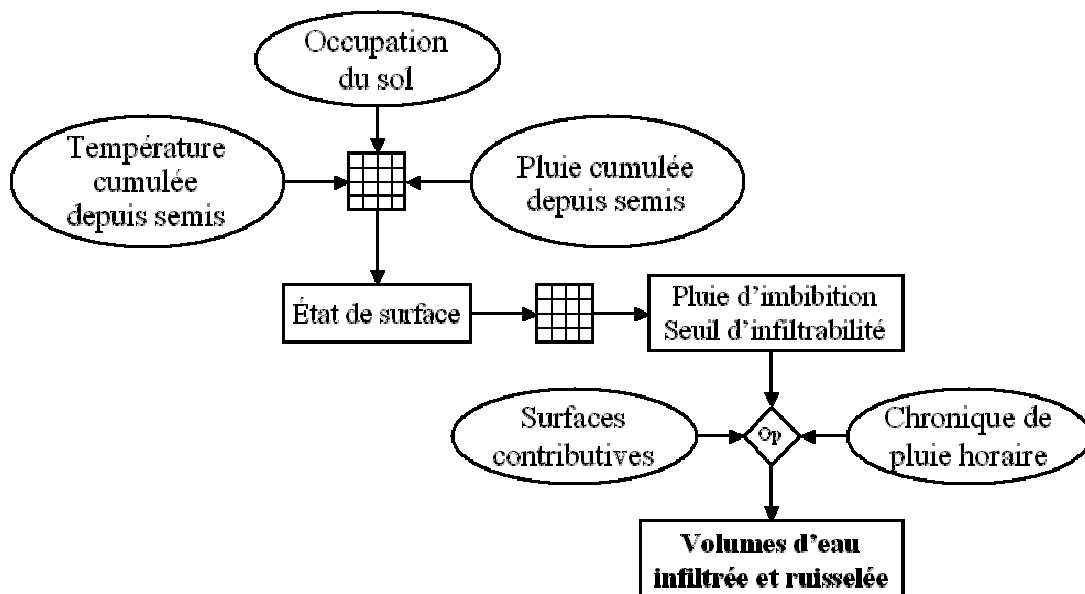 Occupation
du sol
Température
cumulée
depuis semis
Pluie cumulée
depuis semis
État de surface
Pluie d'imbibition
Seuil d'infiltrabilité
Surfaces
contributives
Op
Chronique de
pluie horaire
Volumes d'eau
infiltrée et ruisselée